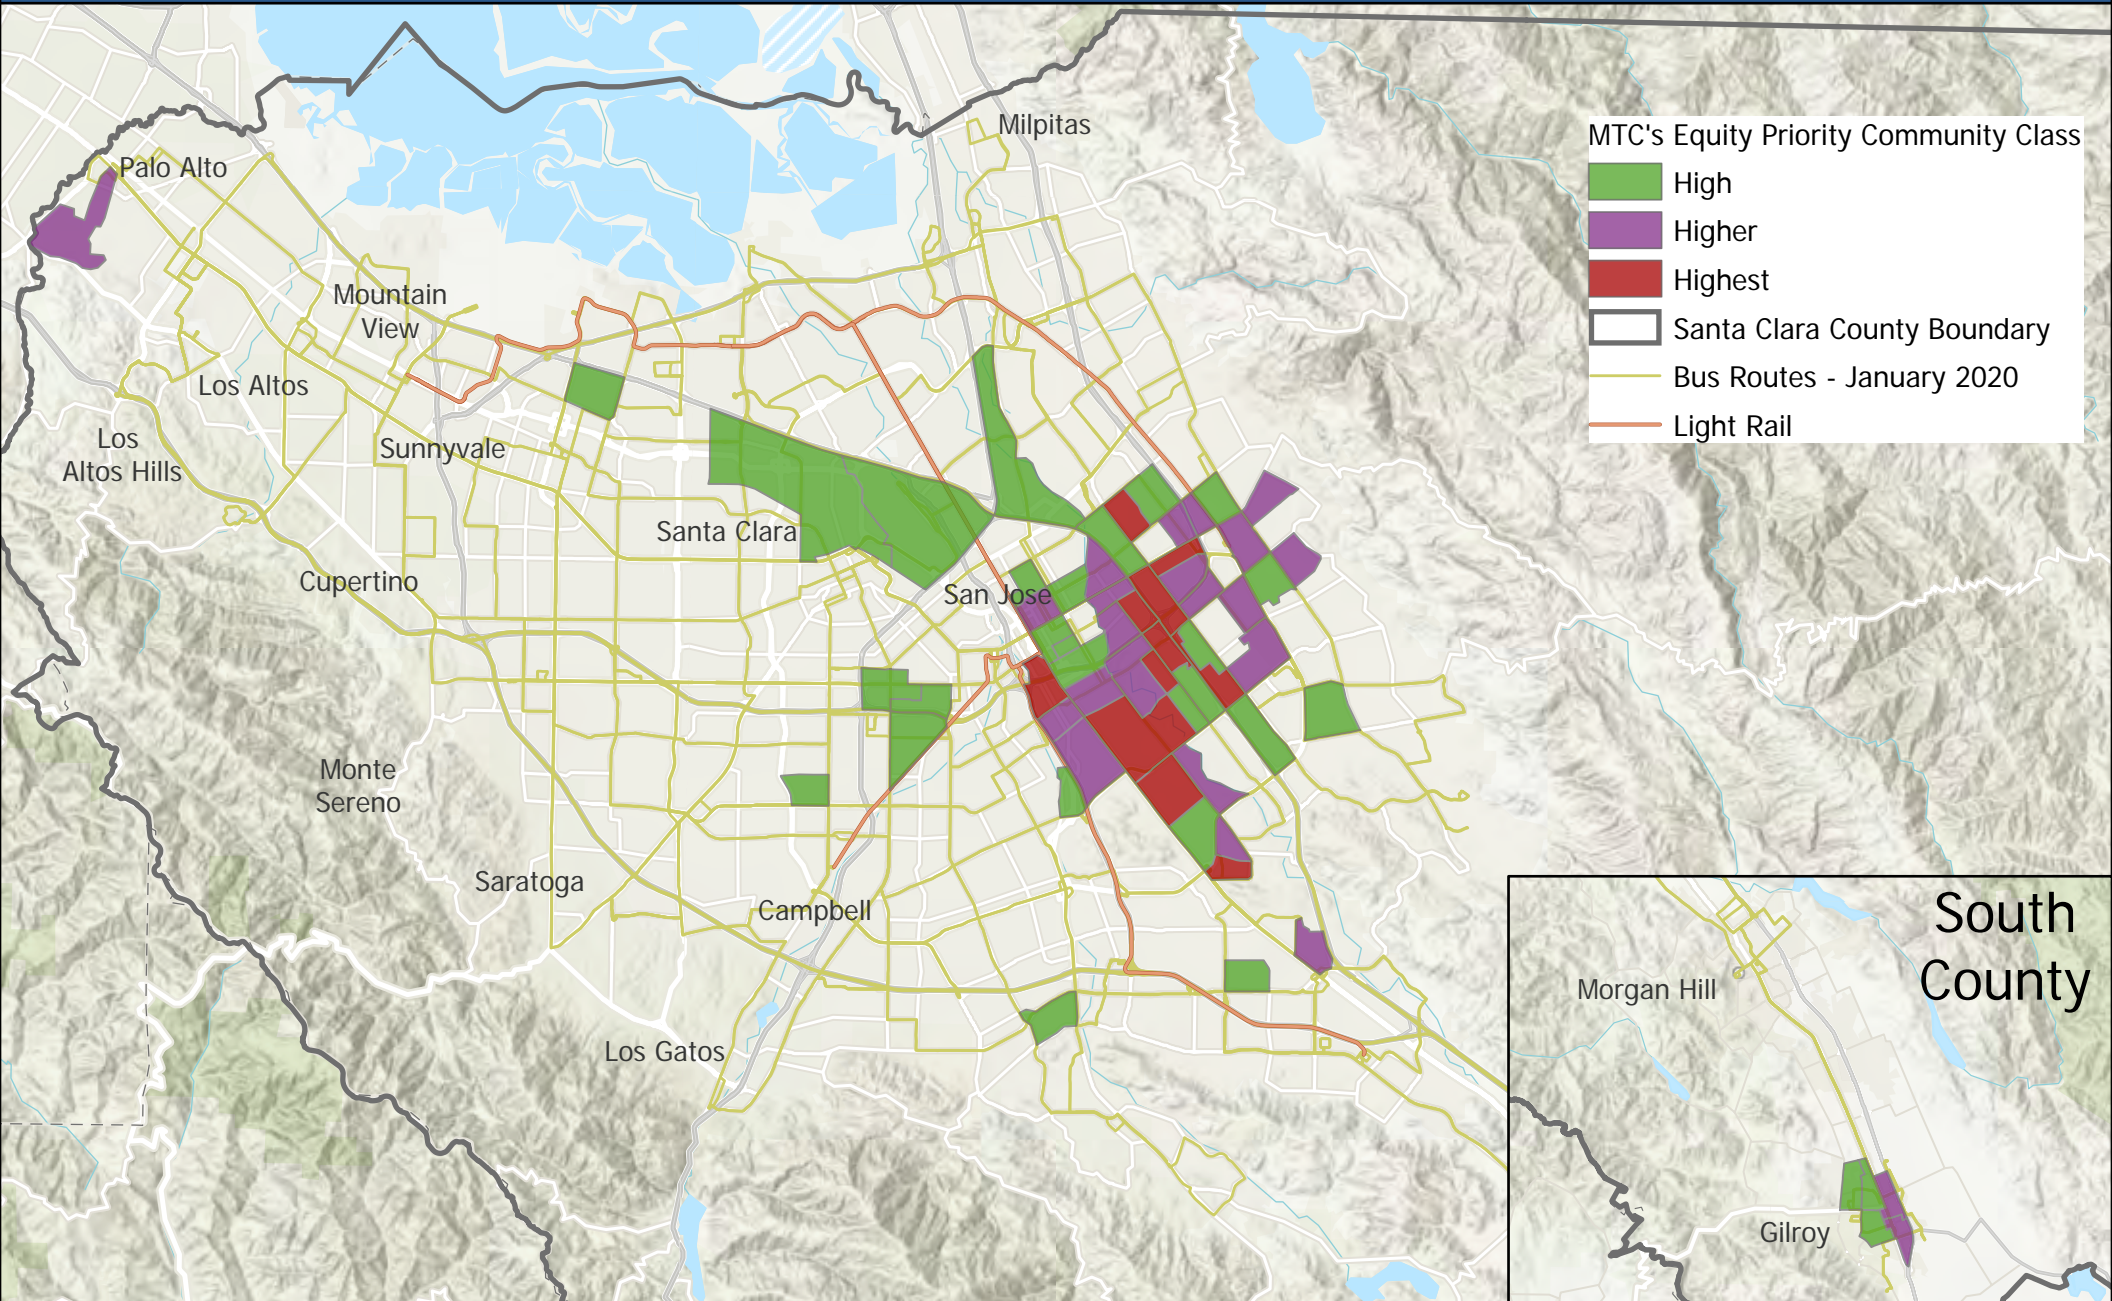 Milpitas
MTC's Equity Priority Community Class
High
Higher
Highest
Santa Clara County Boundary
Bus Routes - January 2020
Light Rail
Palo Alto
Mountain
View
Los Altos
Los
Altos Hills
Sunnyvale
Santa Clara
Cupertino
San Jose
Monte
Sereno
Saratoga
Campbell
Los Gatos
South
County
Morgan Hill
Gilroy